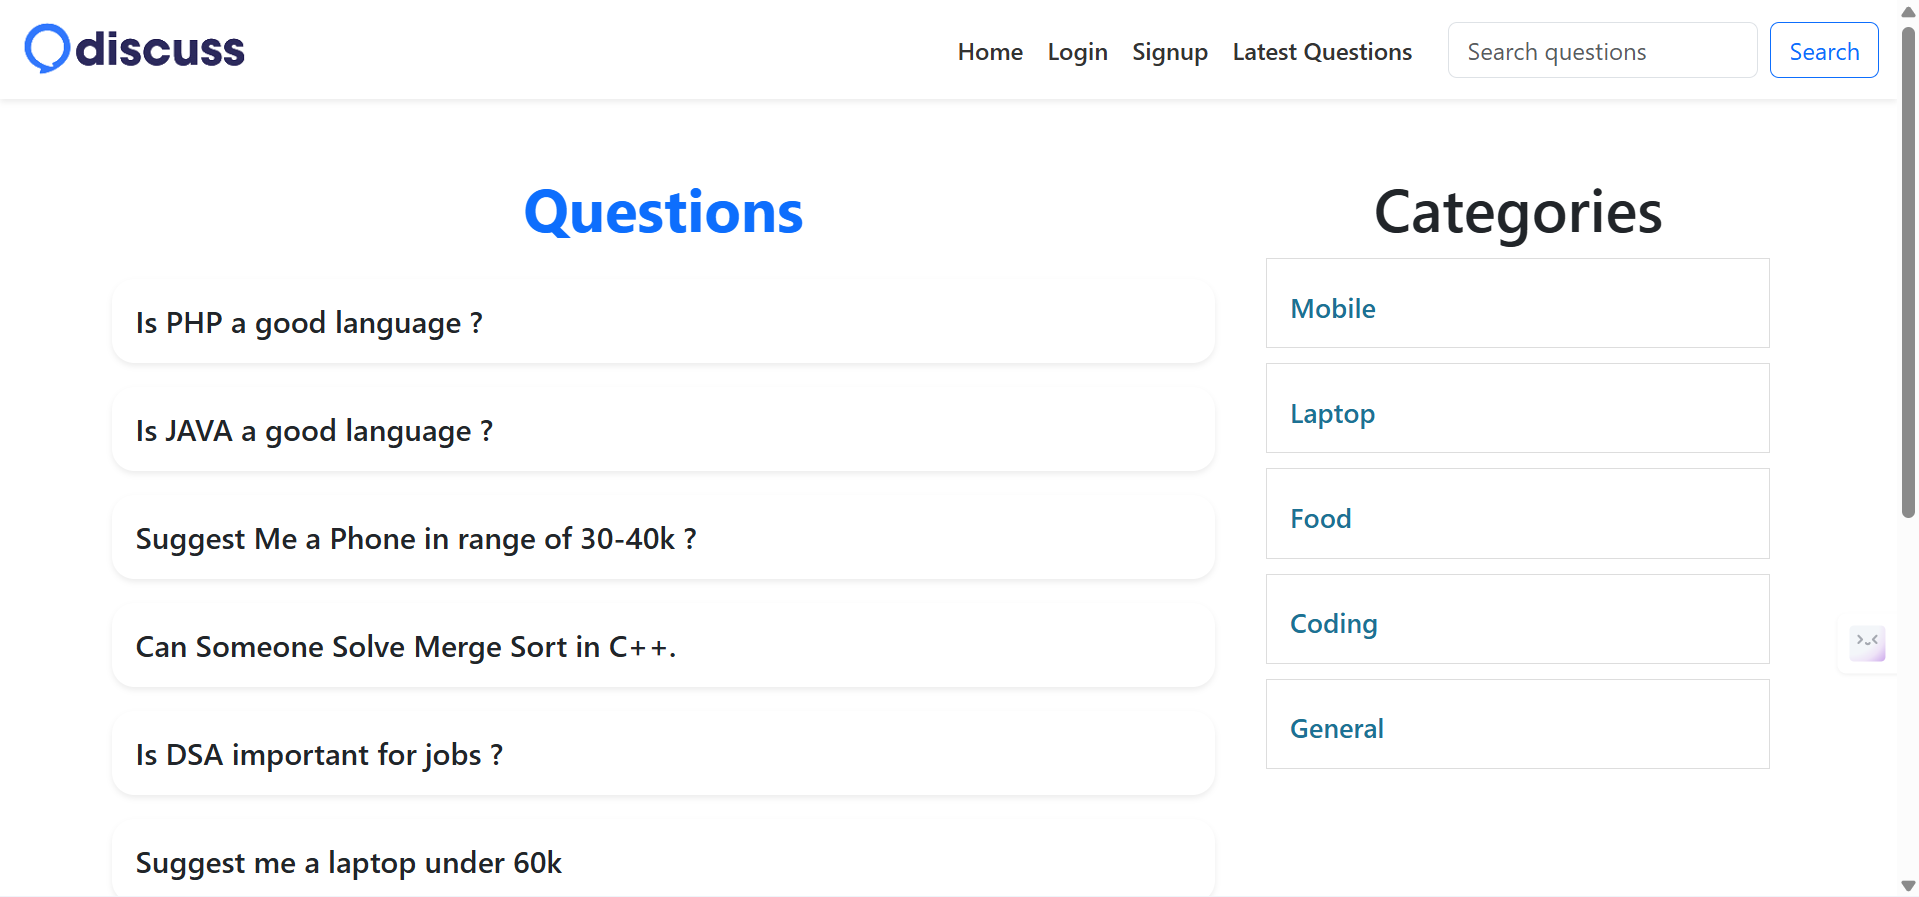 discuss
Home Login Signup Latest Questions Search questions Search
Questions
Is PHP a good language ?
Is JAVA a good language ?
Suggest Me a Phone in range of 30-40k ?
Can Someone Solve Merge Sort in C++.
Is DSA important for jobs ?
Suggest me a laptop under 60k
Categories
Mobile
Laptop
Food
Coding
General